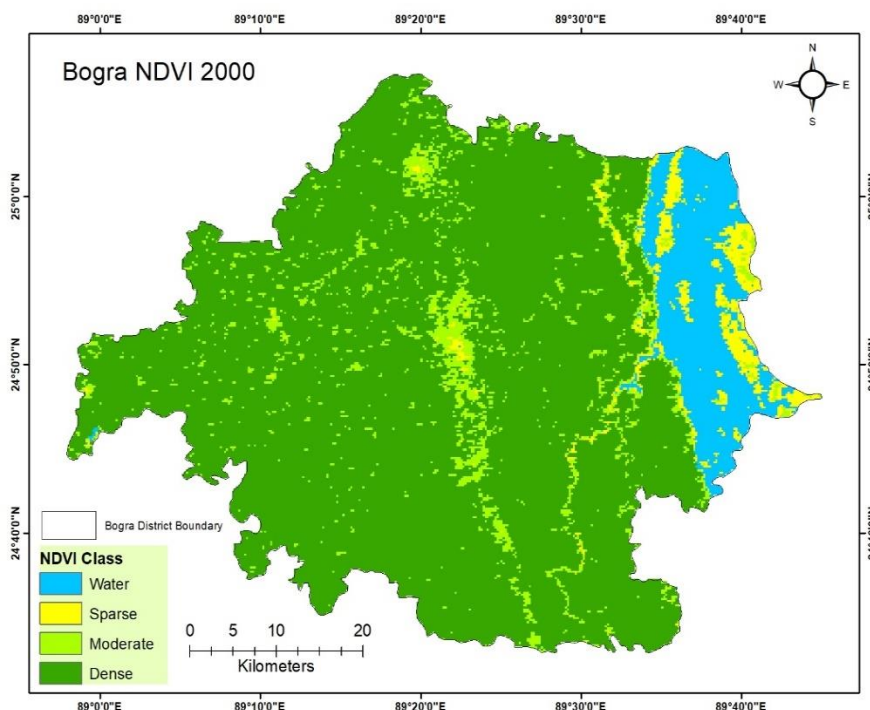 89°0'0"E 89°10'0"E 89°20'0"E 89°30'0"E 89°40'0"E
Bogra NDVI 2000
N
W E
S
25°0'0"N
24°50'0"N
24°40'0"N
Bogra District Boundary
NDVI Class
Water
Sparse
Moderate
Dense
0 5 10 20
Kilometers
89°0'0"E 89°10'0"E 89°20'0"E 89°30'0"E 89°40'0"E